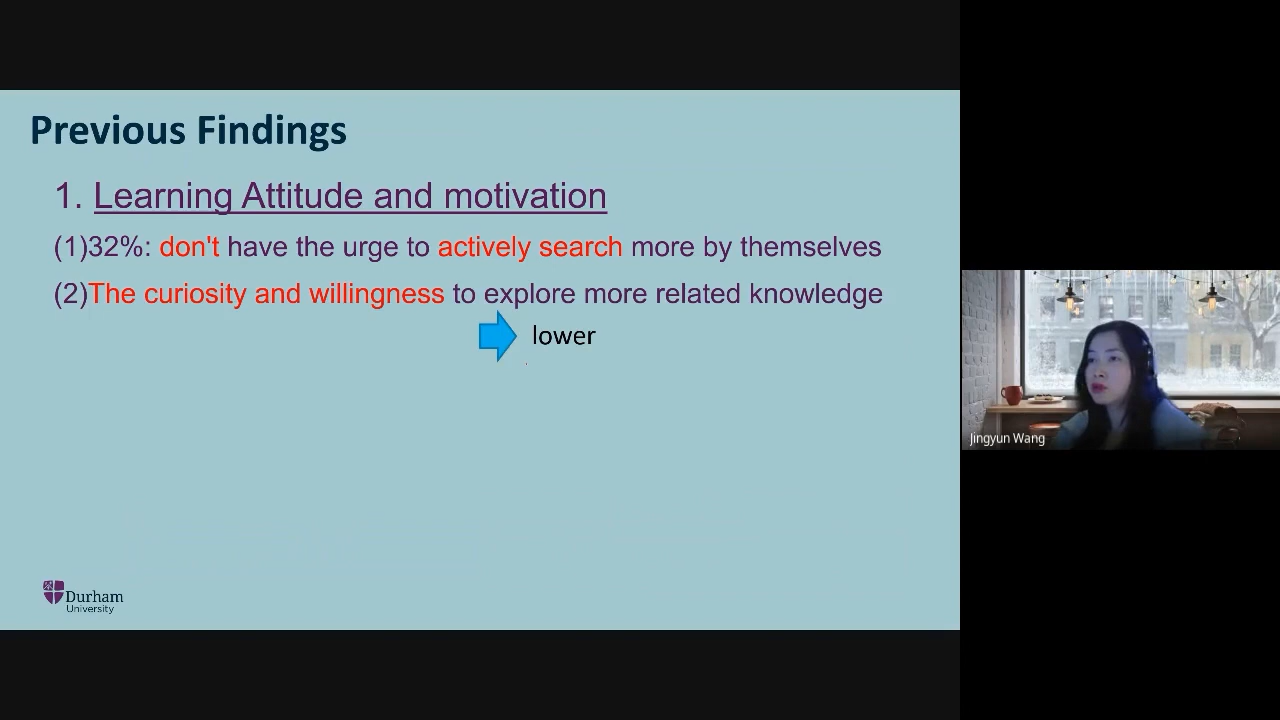 Previous Findings
1. Learning Attitude and motivation
(1)32%: don't have the urge to actively search more by themselves
(2)The curiosity and willingness to explore more related knowledge
lower
Jingyun Wang
Durham
University